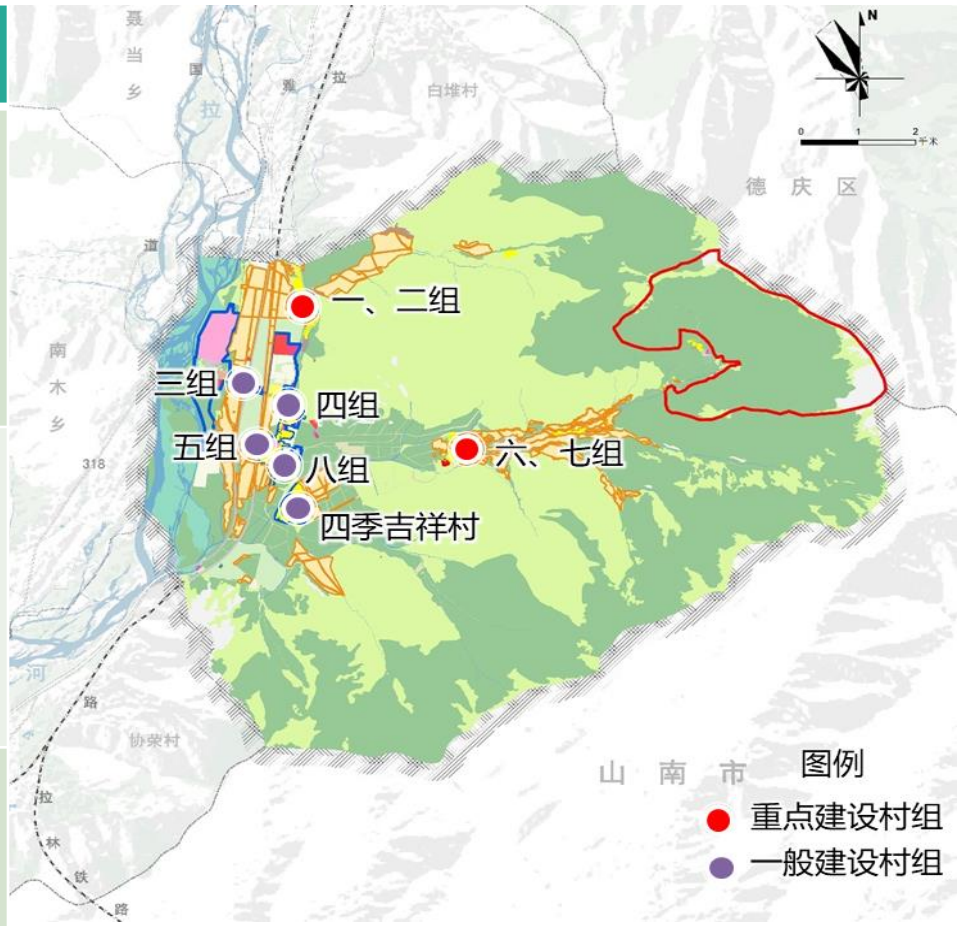 聂当乡
国
道
318
拉
河
雅
拉
白堆村
N
0 1 2
千米
德庆区
南木乡
一、二组
三组
四组
五组
八组
六、七组
四季吉祥村
协荣村
路
拉林铁路
山南市
图例
重点建设村组
一般建设村组